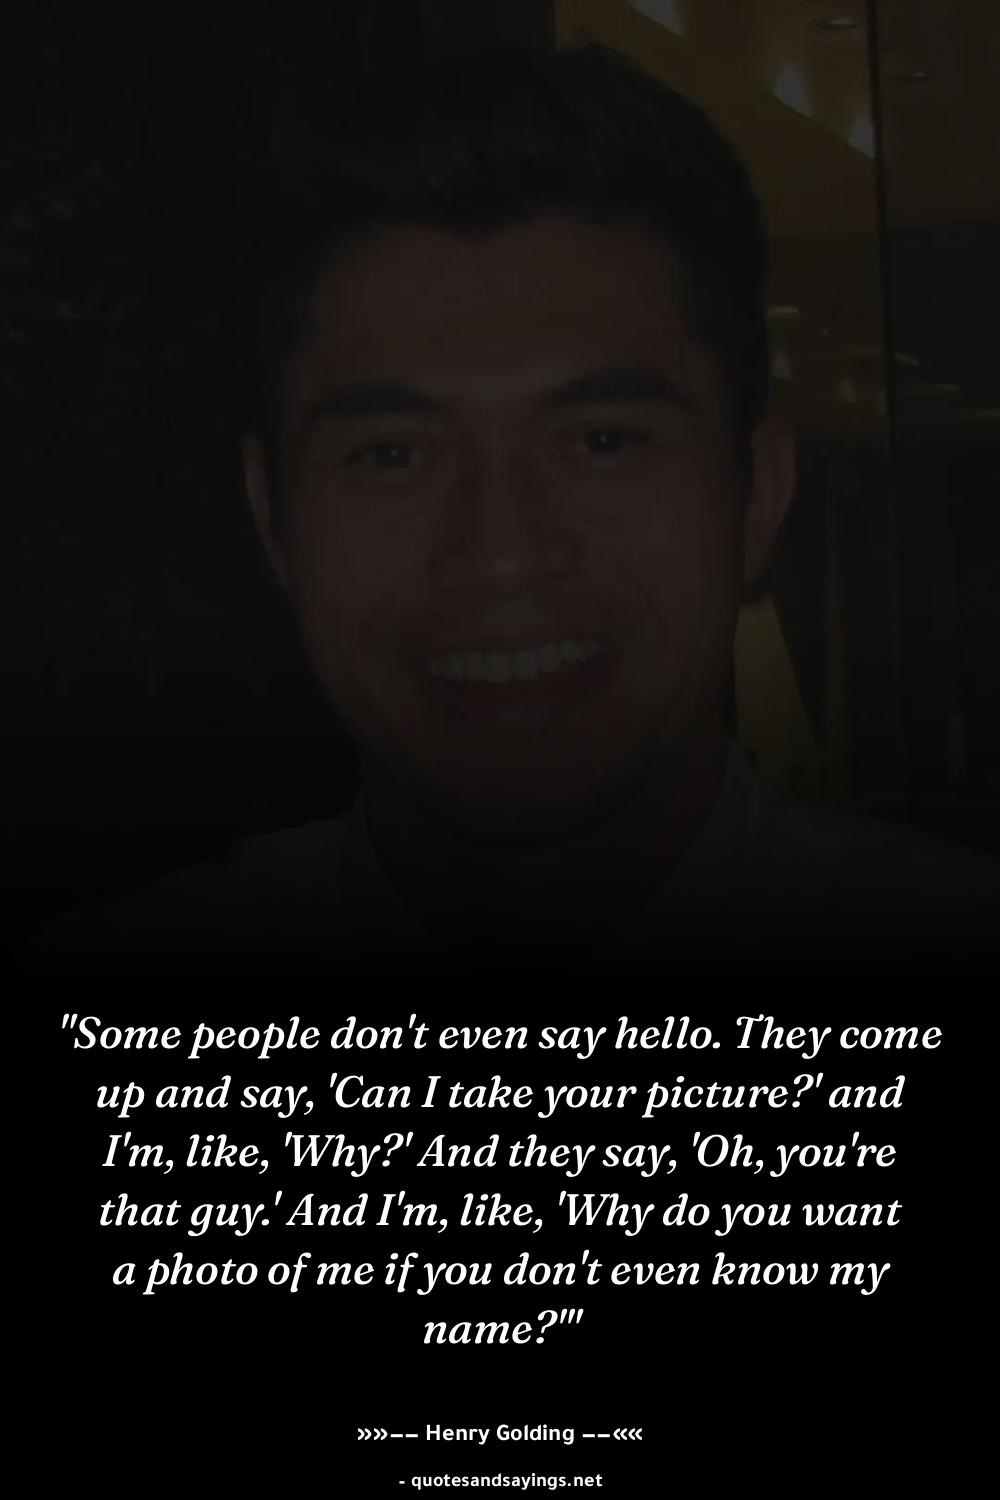 "Some people don't even say hello. They come
up and say, 'Can I take your picture?' and
I'm, like, 'Why?' And they say, 'Oh, you're
that guy.' And I'm, like, 'Why do you want
a photo of me if you don't even know my
name?'"
»»−− Henry Golding −−««
- quotesandsayings.net